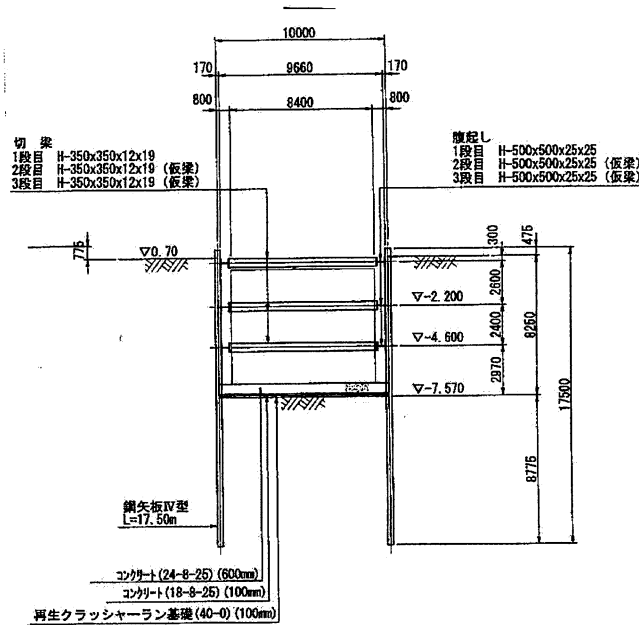 10000
170 9660 170
800 8400 800
切 梁
1段目 H-350x350x12x19
2段目 H-350x350x12x19 (仮梁)
3段目 H-350x350x12x19 (仮梁)
腹起し
1段目 H-500x500x25x25
2段目 H-500x500x25x25 (仮梁)
3段目 H-500x500x25x25 (仮梁)
775
▽0.70
300
475
2600
▽-2.200
2400
8250
▽-4.600
2970
▽-7.570
17500
8775
鋼矢板Ⅳ型
L=17.50m
コンクリート(24-8-25)(600mm)
コンクリート(18-8-25)(100mm)
再生クラッシャーラン基礎(40-0)(100mm)